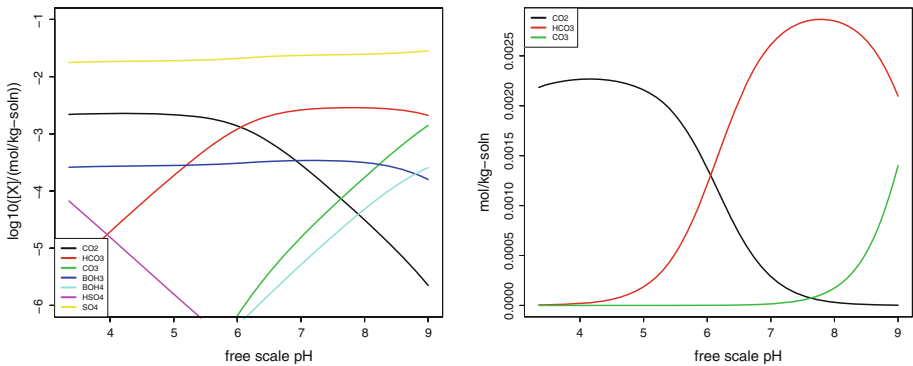 log10([X]/(mol/kg−soln))
−1
−2
−3
−4
−5
−6
CO2
HCO3
CO3
BOH3
BOH4
HSO4
SO4
4 5 6 7 8 9
free scale pH
mol/kg−soln
0.0025
0.0020
0.0015
0.0010
0.0005
0.0000
CO2
HCO3
CO3
4 5 6 7 8 9
free scale pH